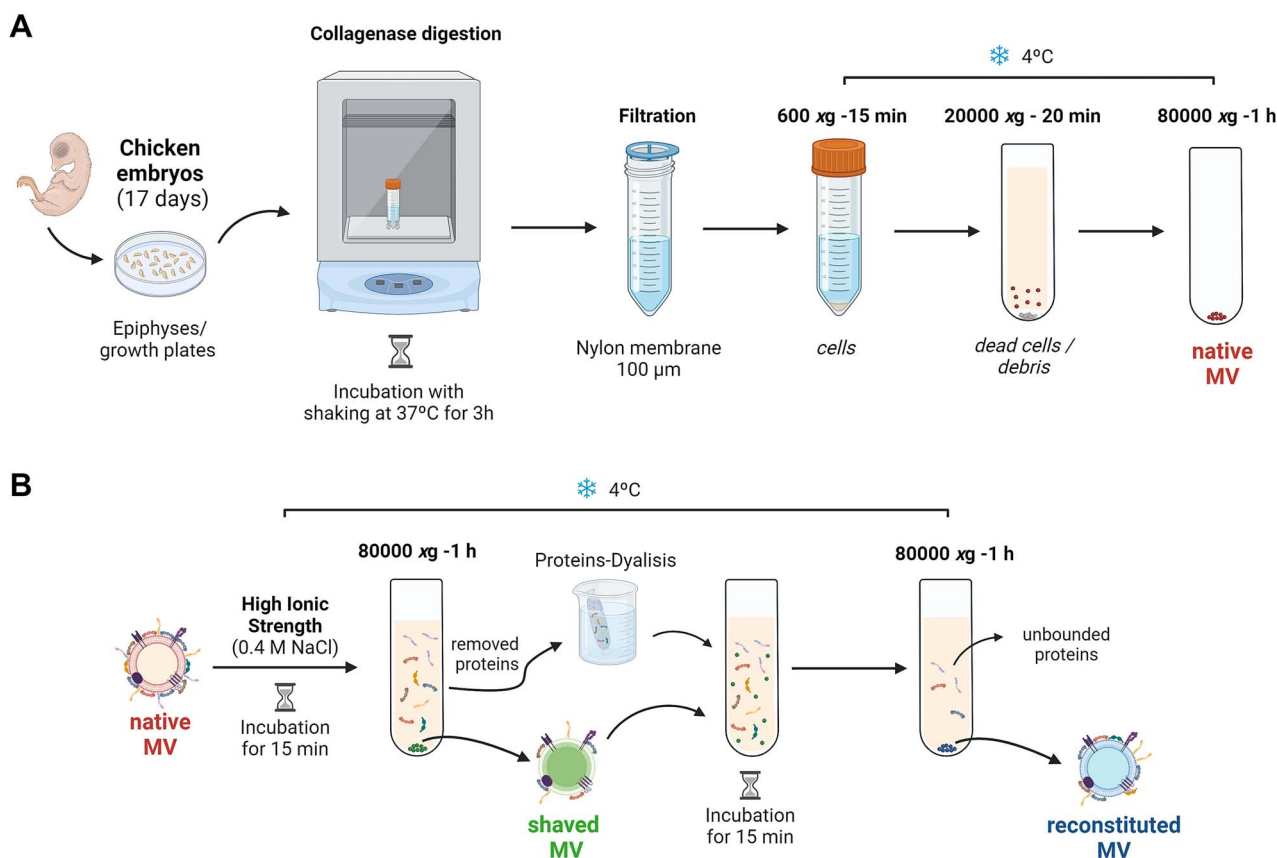 A
Collagenase digestion
❄ 4ºC
Chicken
embryos
(17 days)
Filtration
600 xg -15 min
20000 xg - 20 min
80000 xg -1 h
Epiphyses/
growth plates
Incubation with
shaking at 37ºC for 3h
Nylon membrane
100 µm
cells
dead cells /
debris
native
MV
B
❄ 4ºC
80000 xg -1 h
Proteins-Dyalisis
80000 xg -1 h
High Ionic
Strength
(0.4 M NaCl)
removed
proteins
unbounded
proteins
native
MV
Incubation
for 15 min
shaved
MV
Incubation
for 15 min
reconstituted
MV